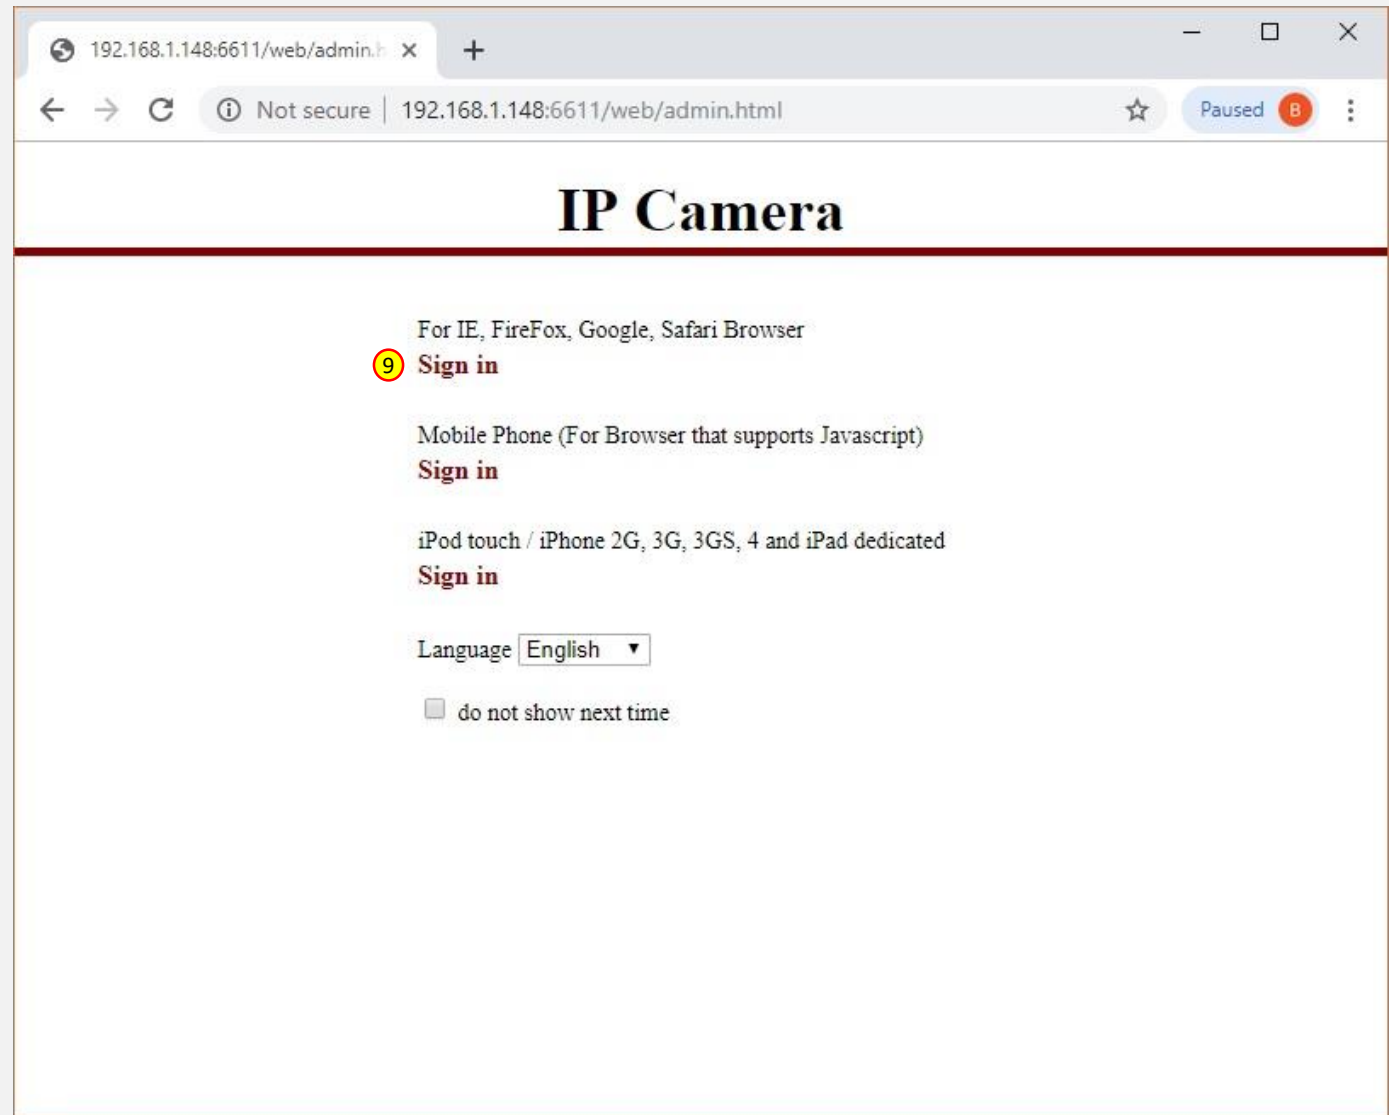 192.168.1.148:6611/web/admin.h
Not secure 192.168.1.148:6611/web/admin.html Paused B
IP Camera
For IE, FireFox, Google, Safari Browser
9 Sign in
Mobile Phone (For Browser that supports Javascript)
Sign in
iPod touch / iPhone 2G, 3G, 3GS, 4 and iPad dedicated
Sign in
Language English
do not show next time